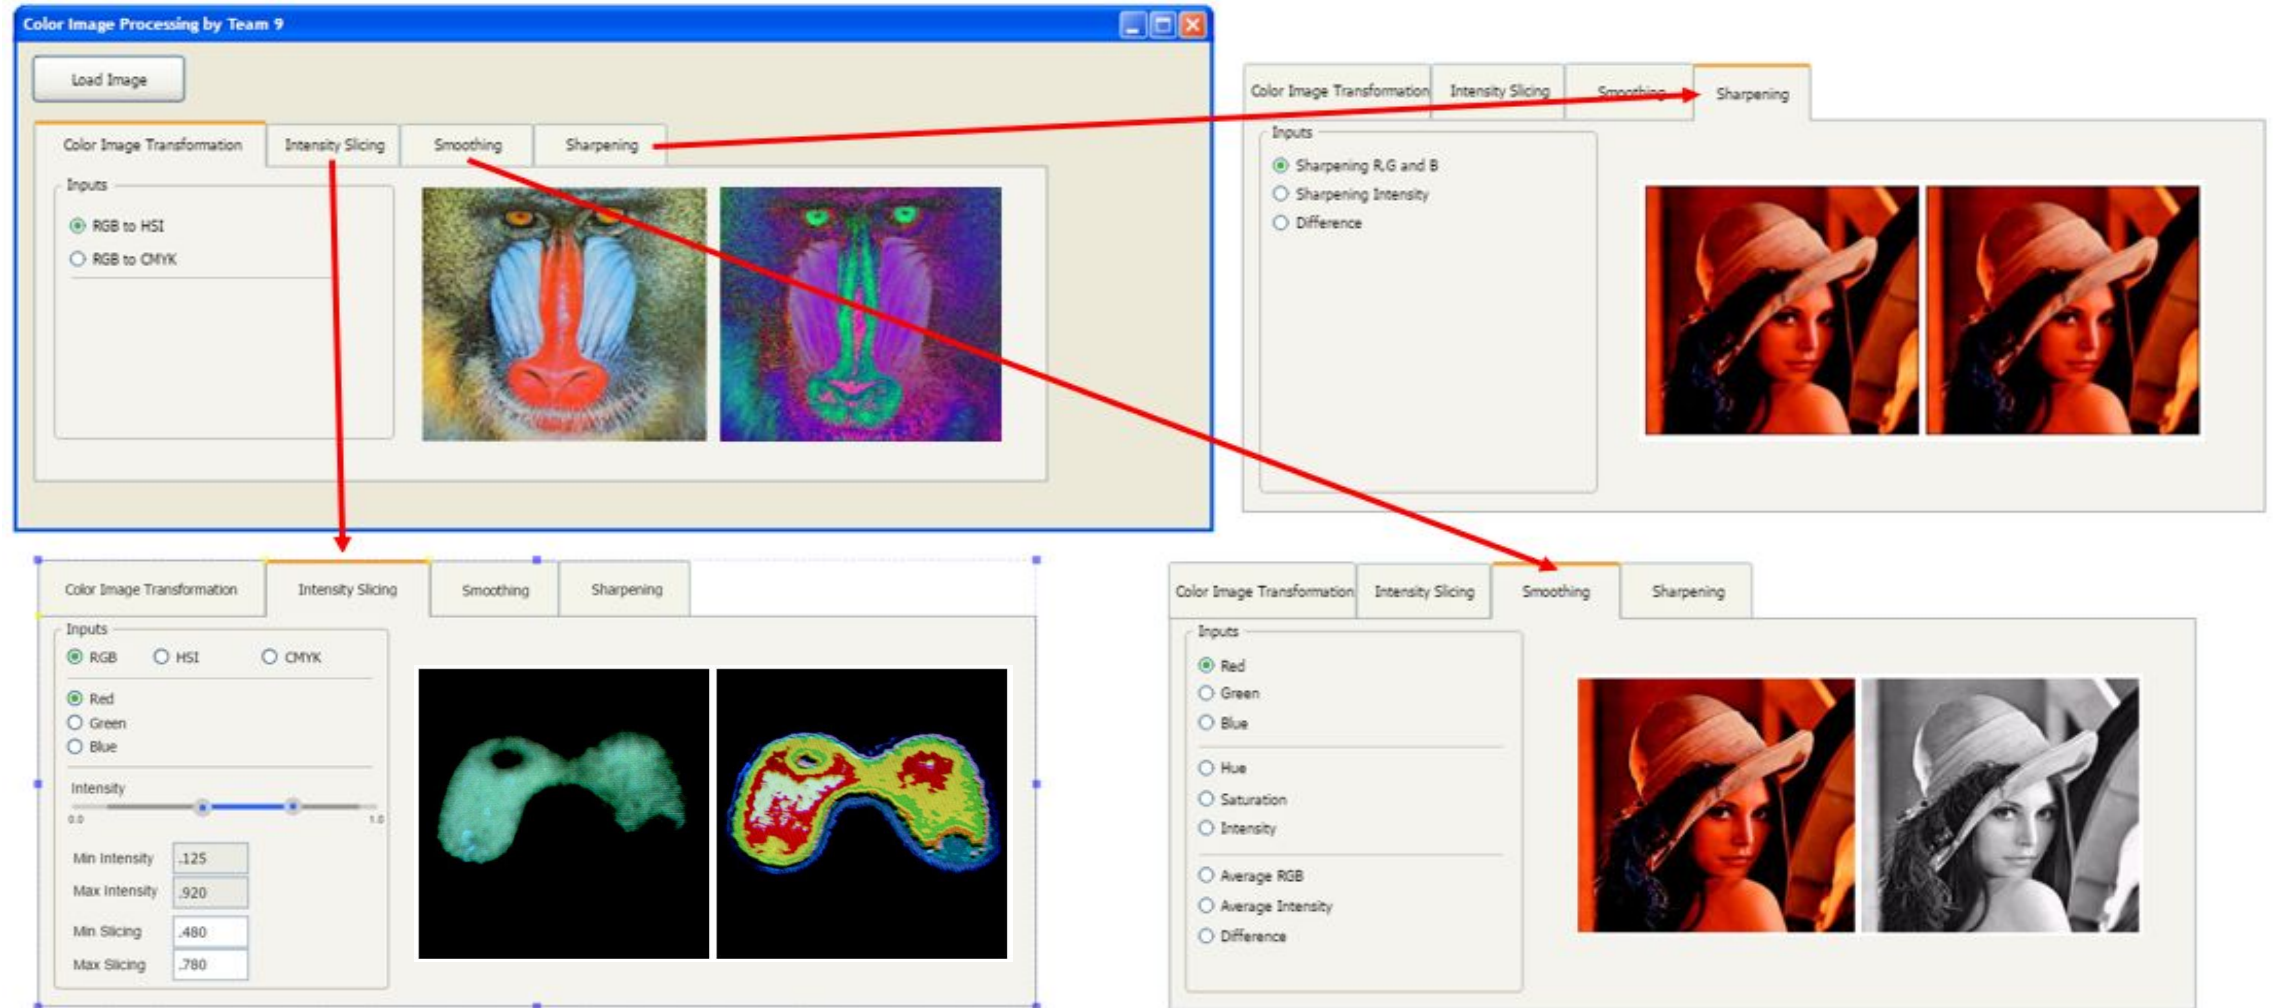 Color Image Processing by Team 9
Load Image
Color Image Transformation Intensity Slicing Smoothing Sharpening
Inputs
RGB to HSI
RGB to CMYK
Color Image Transformation Intensity Slicing Smoothing Sharpening
Inputs
Sharpening R,G and B
Sharpening Intensity
Difference
Color Image Transformation Intensity Slicing Smoothing Sharpening
Inputs
RGB HSI CMYK
Red
Green
Blue
Intensity
0.0 1.0
Min Intensity .125
Max Intensity .920
Min Slicing .480
Max Slicing .780
Color Image Transformation Intensity Slicing Smoothing Sharpening
Inputs
Red
Green
Blue
Hue
Saturation
Intensity
Average RGB
Average Intensity
Difference